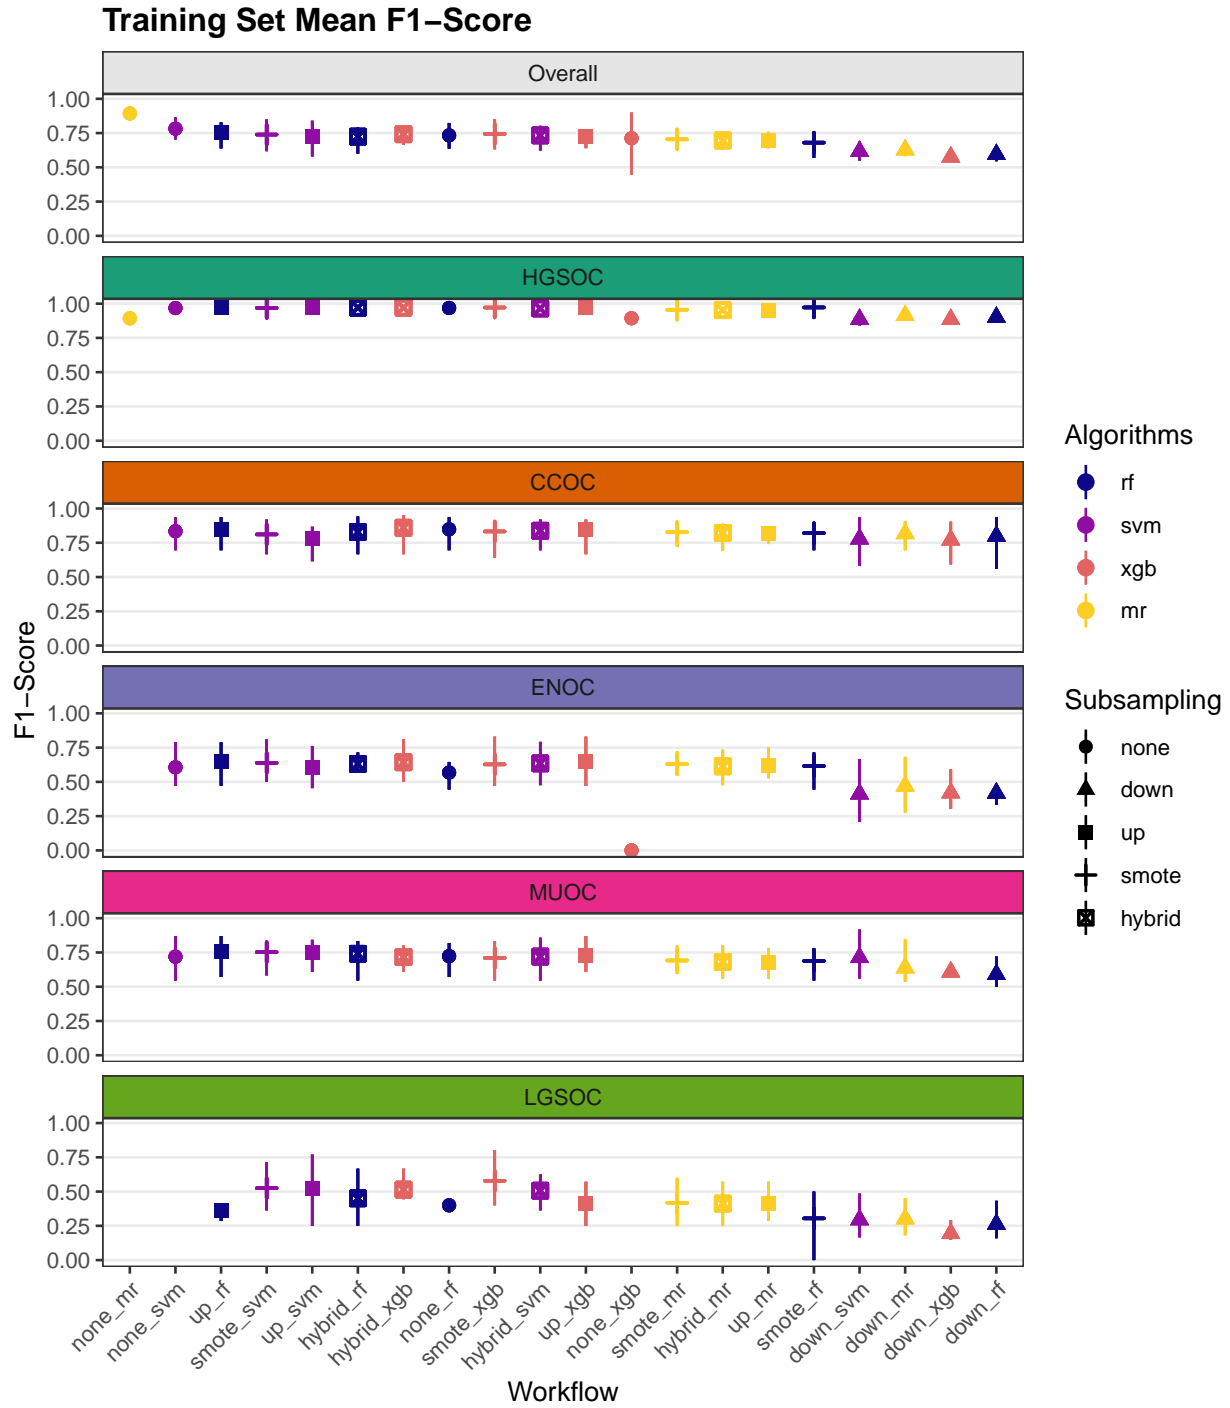 Training Set Mean F1−Score
Overall
1.00
0.75
0.50
0.25
0.00
HGSOC
1.00
0.75
0.50
0.25
0.00
CCOC
1.00
0.75
0.50
0.25
0.00
ENOC
1.00
0.75
0.50
0.25
0.00
MUOC
1.00
0.75
0.50
0.25
0.00
LGSOC
1.00
0.75
0.50
0.25
0.00
F1−Score
none_mr
none_svm
up_rf
smote_svm
up_svm
hybrid_rf
hybrid_xgb
none_rf
smote_xgb
hybrid_svm
up_xgb
none_xgb
smote_mr
hybrid_mr
up_mr
smote_rf
down_svm
down_mr
down_xgb
down_rf
Workflow
Algorithms
rf
svm
xgb
mr
Subsampling
none
down
up
smote
hybrid